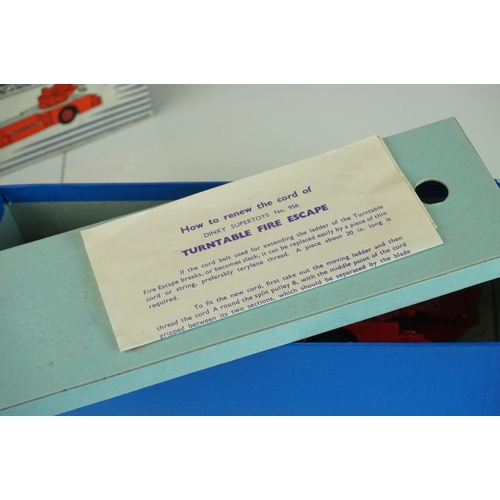 How to renew the cord of
DINKY SUPERTOYS No. 956
TURNTABLE FIRE ESCAPE
If the cord belt used for extending the ladder of the Turntable
Fire Escape breaks, or becomes slack, it can be replaced easily by a piece of thin
cord or string, preferably terylene thread. A piece about 20 in. long is
required.
To fit the new cord, first take out the moving ladder and then
thread the cord A round the split pulley B, with the middle point of the cord
gripped between its two sections, which should be separated by the blade